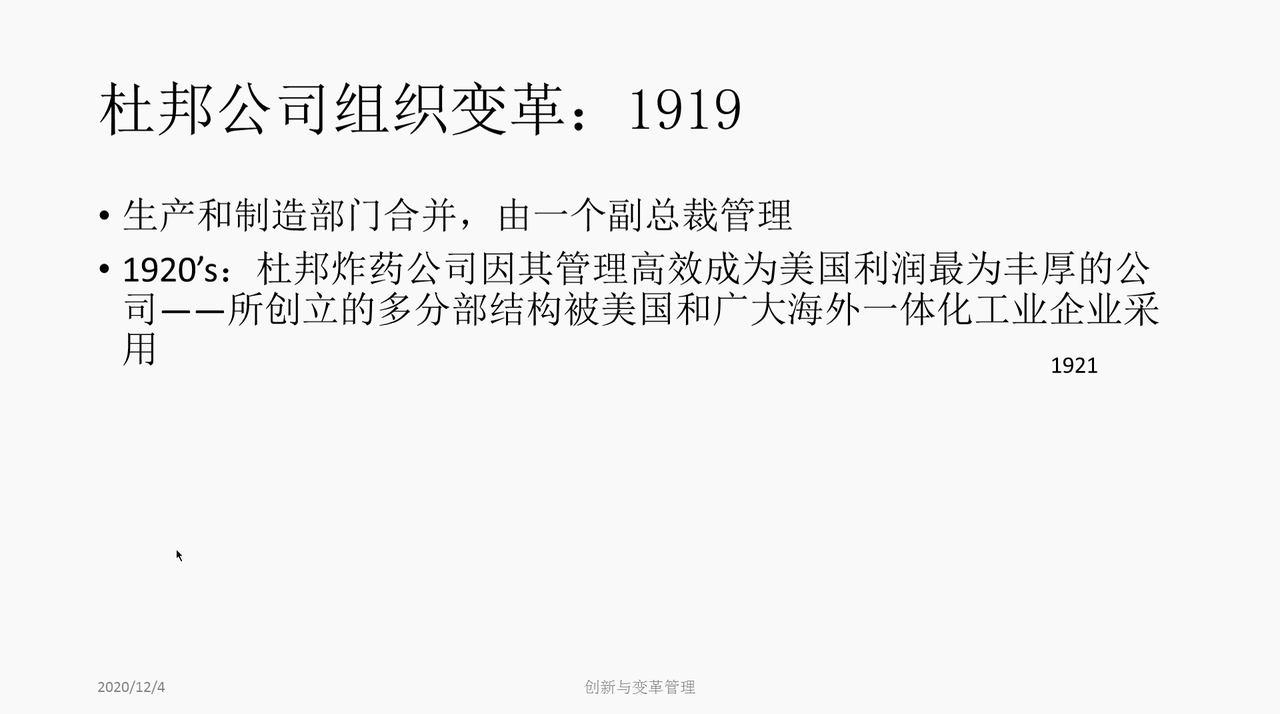 杜邦公司组织变革：1919
• 生产和制造部门合并，由一个副总裁管理
• 1920’s：杜邦炸药公司因其管理高效成为美国利润最为丰厚的公
司——所创立的多分部结构被美国和广大海外一体化工业企业采
用
1921
2020/12/4
创新与变革管理